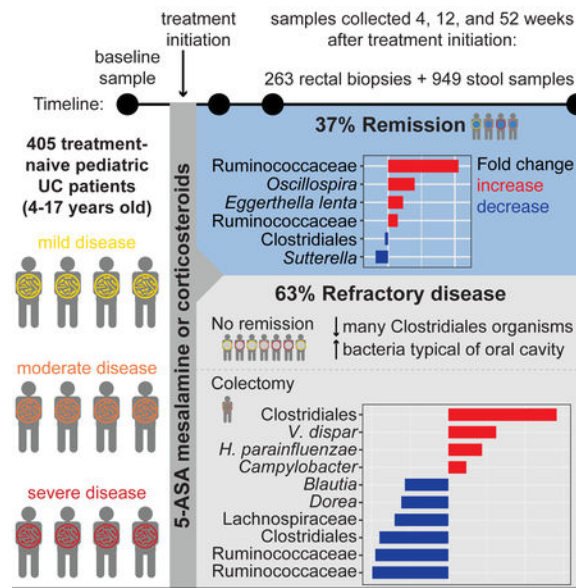 treatment
initiation
samples collected 4, 12, and 52 weeks
after treatment initiation:
baseline
sample
263 rectal biopsies + 949 stool samples
Timeline:
405 treatment-
naive pediatric
UC patients
(4-17 years old)
mild disease
moderate disease
severe disease
5-ASA mesalamine or corticosteroids
37% Remission
Ruminococcaceae
Oscillospira
Eggerthella lenta
Ruminococcaceae
Clostridiales
Sutterella
Fold change
increase
decrease
63% Refractory disease
No remission
↓ many Clostridiales organisms
↑ bacteria typical of oral cavity
Colectomy
Clostridiales
V. dispar
H. parainfluenzae
Campylobacter
Blautia
Dorea
Lachnospiraceae
Clostridiales
Ruminococcaceae
Ruminococcaceae